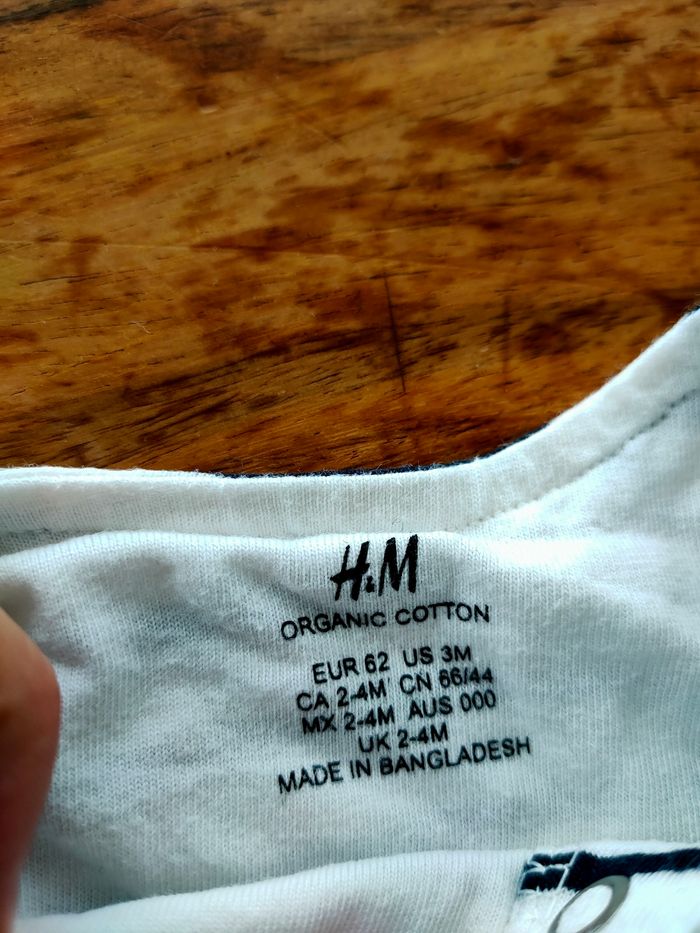 H&M
ORGANIC COTTON
EUR 62 US 3M
CA 2-4M CN 66/44
MX 2-4M AUS 000
UK 2-4M
MADE IN BANGLADESH